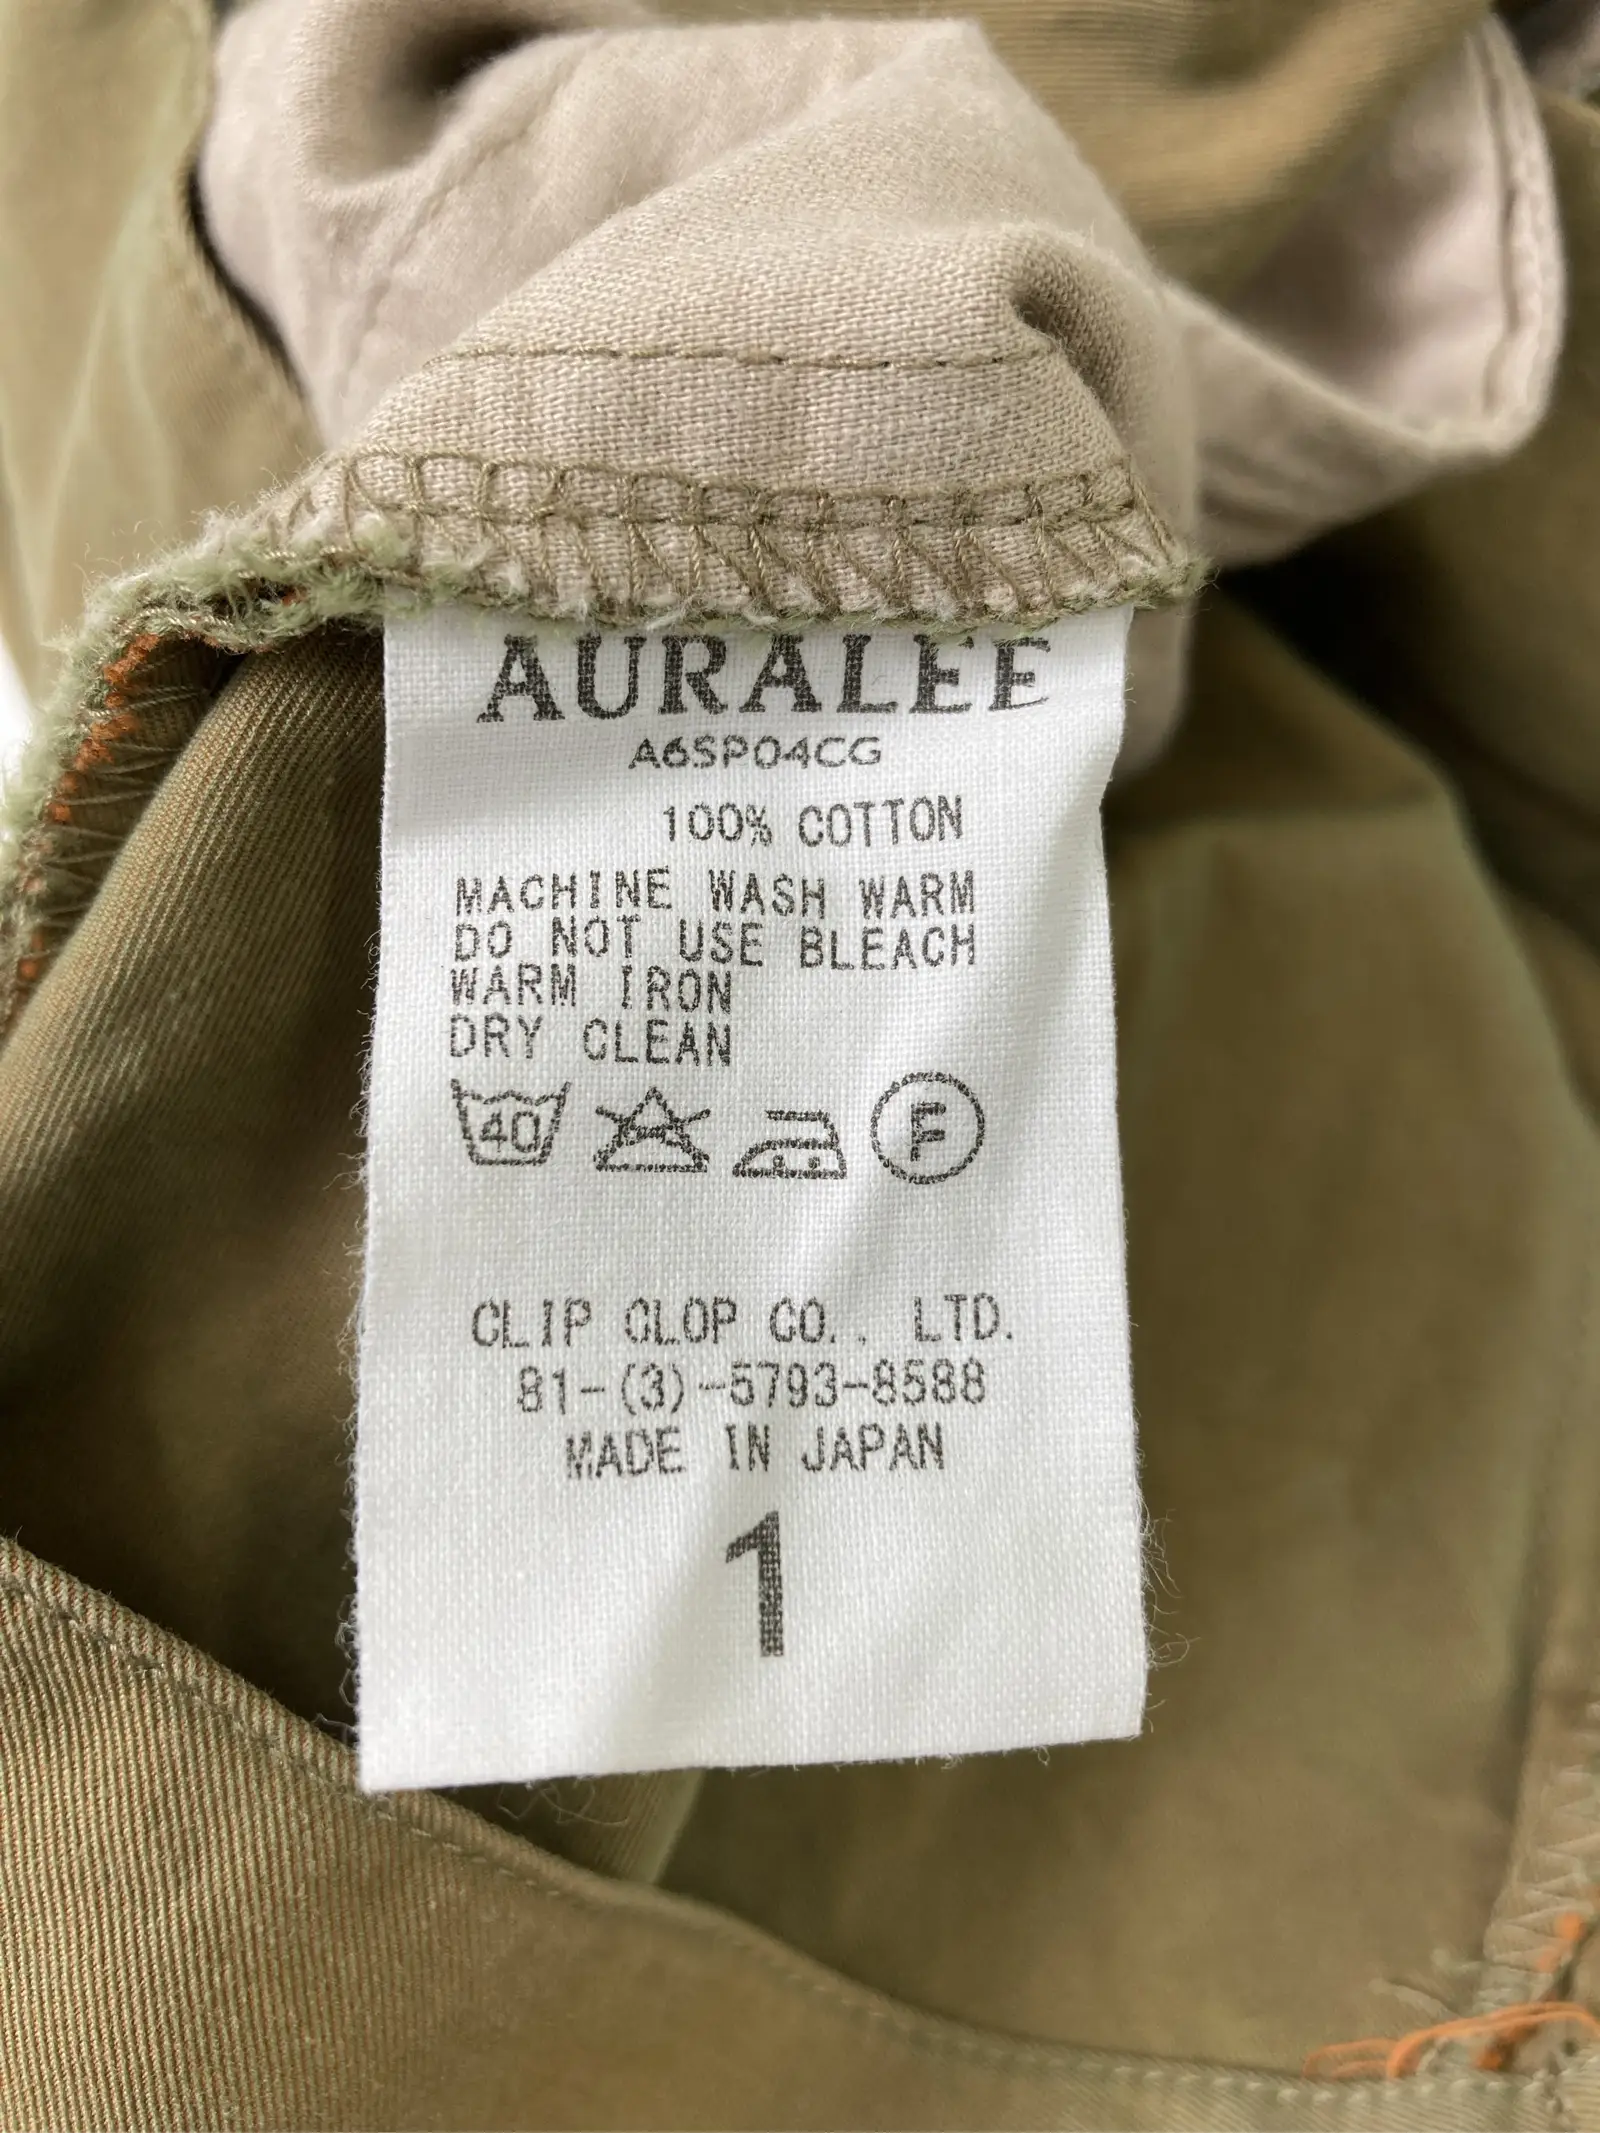 AURALEE
A6SP04CG
100% COTTON
MACHINE WASH WARM
DO NOT USE BLEACH
WARM IRON
DRY CLEAN
40
F
CLIP CLOP CO., LTD.
81-(3)-5793-8588
MADE IN JAPAN
1